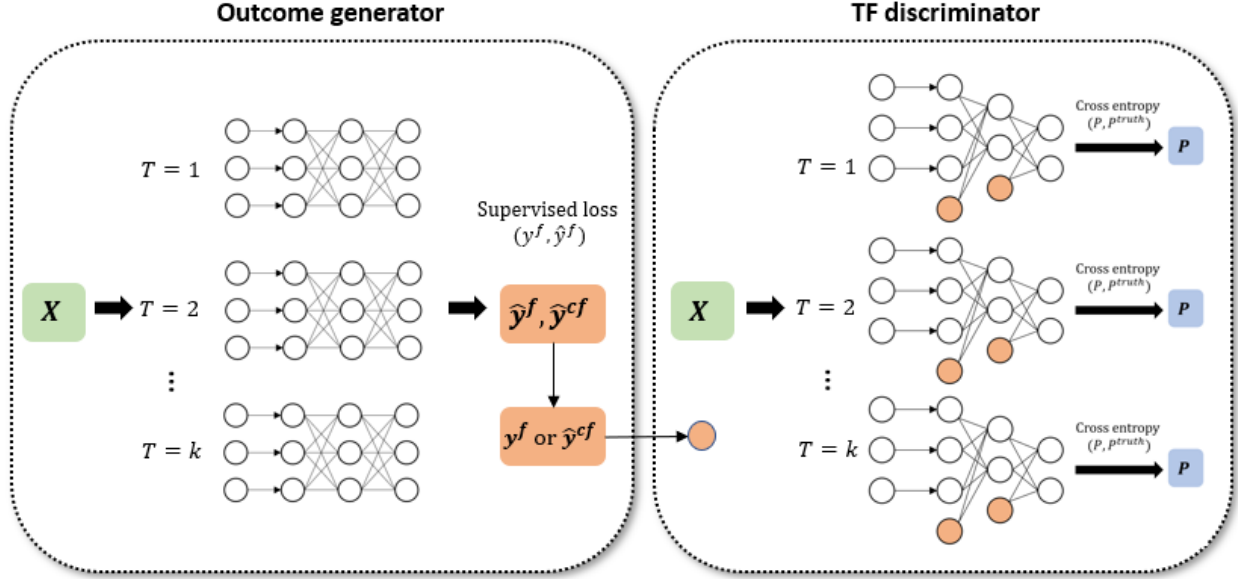 Outcome generator
X
T = 1
T = 2
⋮
T = k
Supervised loss
(y^f, ŷ^f)
ŷ^f, ŷ^cf
y^f or ŷ^cf
TF discriminator
X
T = 1
Cross entropy
(P, P^truth)
P
T = 2
Cross entropy
(P, P^truth)
P
⋮
T = k
Cross entropy
(P, P^truth)
P